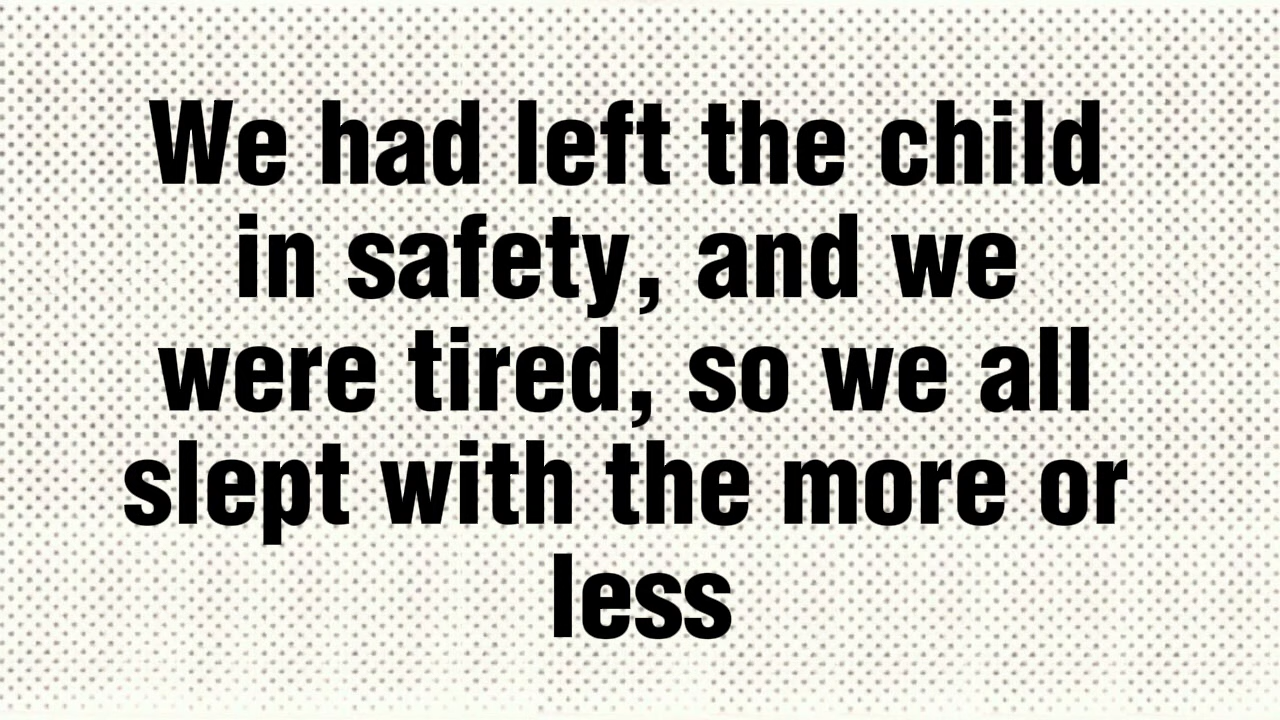 We had left the child
in safety, and we
were tired, so we all
slept with the more or
less